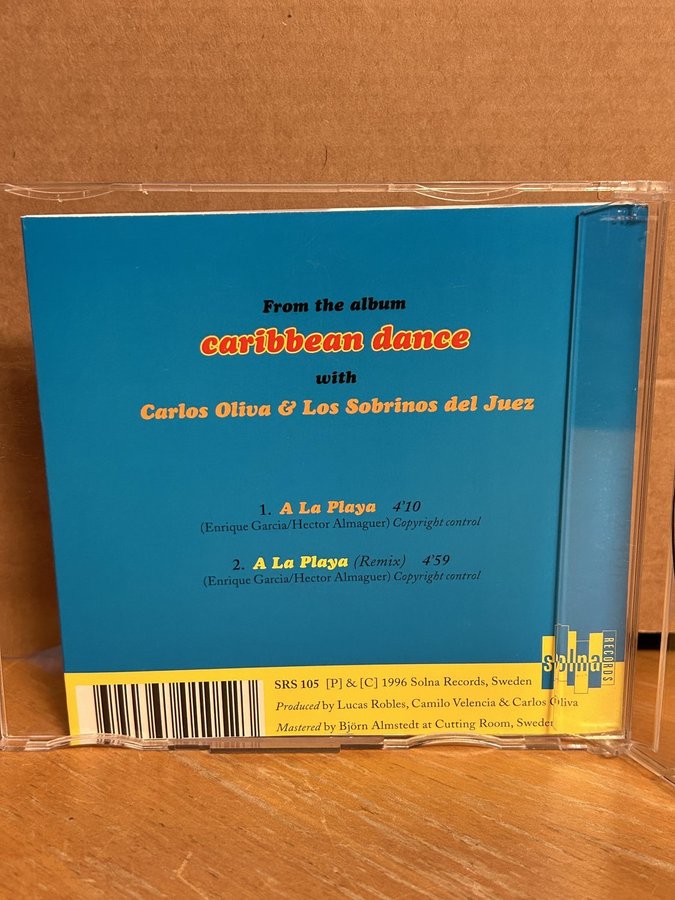 From the album
caribbean dance
with
Carlos Oliva & Los Sobrinos del Juez
1. A La Playa 4'10
(Enrique Garcia/Hector Almaguer) Copyright control
2. A La Playa (Remix) 4'59
(Enrique Garcia/Hector Almaguer) Copyright control
solna
RECORDS
SRS 105 [P] & [C] 1996 Solna Records, Sweden
Produced by Lucas Robles, Camilo Velencia & Carlos Oliva
Mastered by Björn Almstedt at Cutting Room, Sweden